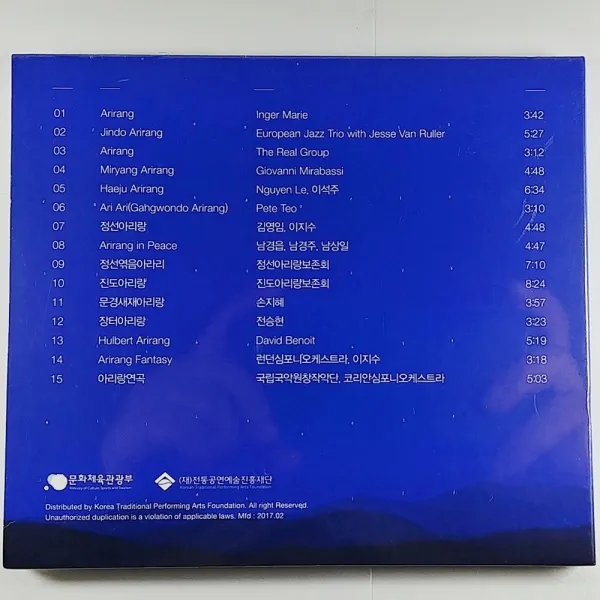 01 Arirang Inger Marie 3:42
02 Jindo Arirang European Jazz Trio with Jesse Van Ruller 5:27
03 Arirang The Real Group 3:12
04 Miryang Arirang Giovanni Mirabassi 4:48
05 Haeju Arirang Nguyen Le, 이석주 6:34
06 Ari Ari(Gahgwondo Arirang) Pete Teo 3:10
07 정선아리랑 김영임, 이지수 4:48
08 Arirang in Peace 남경읍, 남경주, 남상일 4:47
09 정선엮음아라리 정선아리랑보존회 7:10
10 진도아리랑 진도아리랑보존회 8:24
11 문경새재아리랑 손지혜 3:57
12 장터아리랑 전승현 3:23
13 Hulbert Arirang David Benoit 5:19
14 Arirang Fantasy 런던심포니오케스트라, 이지수 3:18
15 아리랑연곡 국립국악원창작악단, 코리안심포니오케스트라 5:03
문화체육관광부 (재)전통공연예술진흥재단
Ministry of Culture, Sports and Tourism Korean Traditional Performing Arts Foundation
Distributed by Korea Traditional Performing Arts Foundation. All right Reserved.
Unauthorized duplication is a violation of applicable laws. Mfd : 2017.02